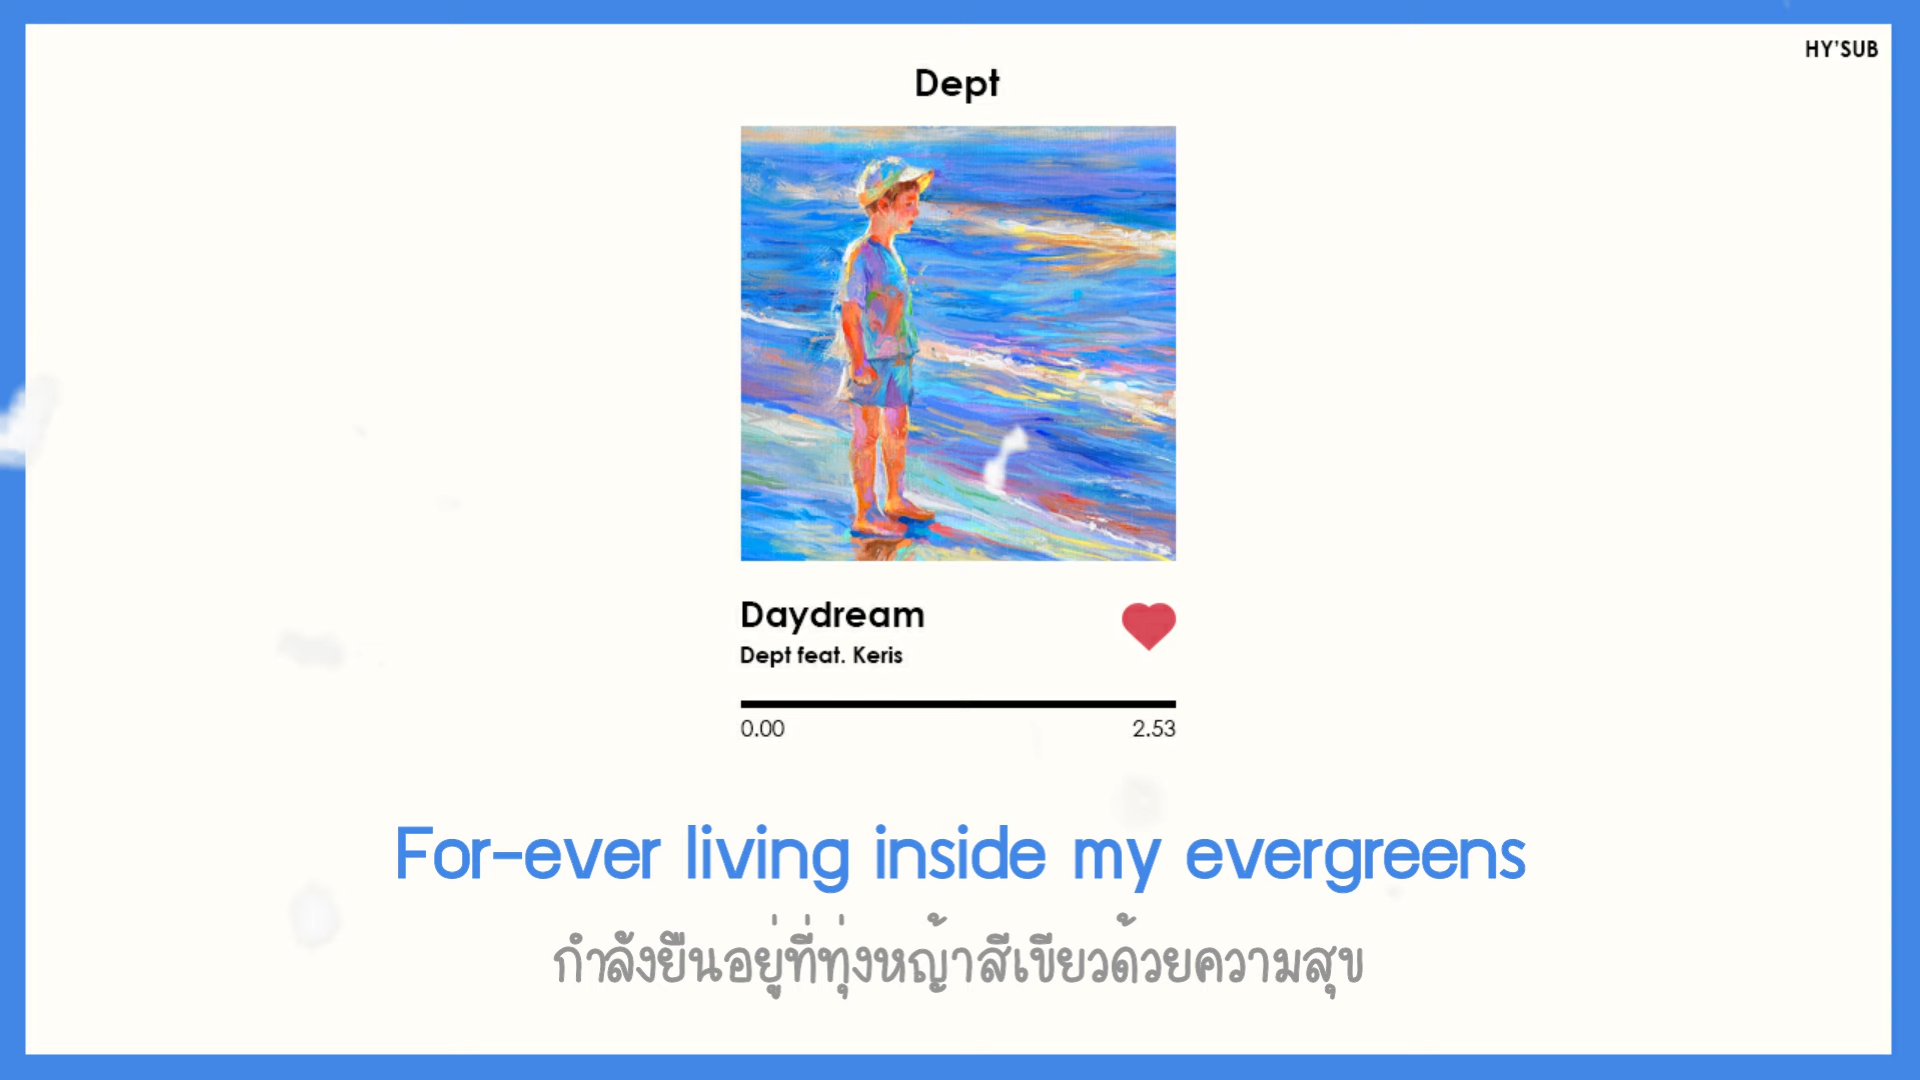 HY'SUB
Dept
Daydream
Dept feat. Keris
0.00 2.53
For-ever living inside my evergreens
กำลังยืนอยู่ที่ทุ่งหญ้าสีเขียวด้วยความสุข